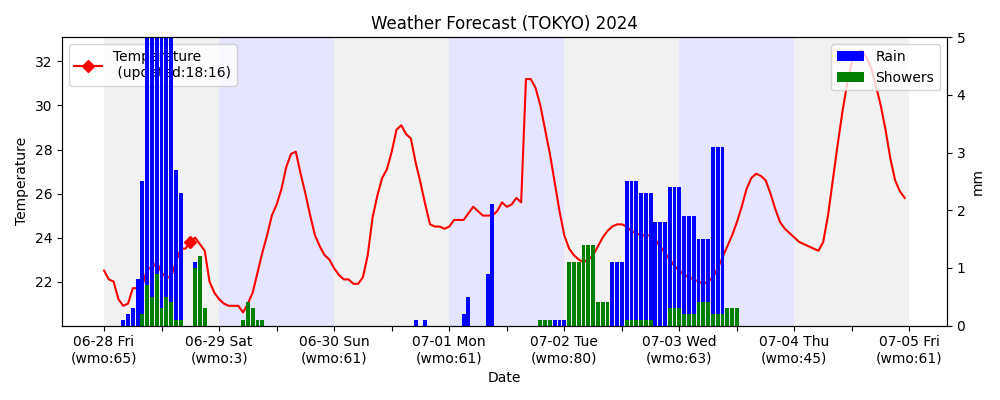 Weather Forecast (TOKYO) 2024
Temperature
(updated:18:16)
Rain
Showers
Temperature
32
30
28
26
24
22
5
4
3
2
1
0
mm
06-28 Fri
(wmo:65)
06-29 Sat
(wmo:3)
06-30 Sun
(wmo:61)
07-01 Mon
(wmo:61)
07-02 Tue
(wmo:80)
07-03 Wed
(wmo:63)
07-04 Thu
(wmo:45)
07-05 Fri
(wmo:61)
Date